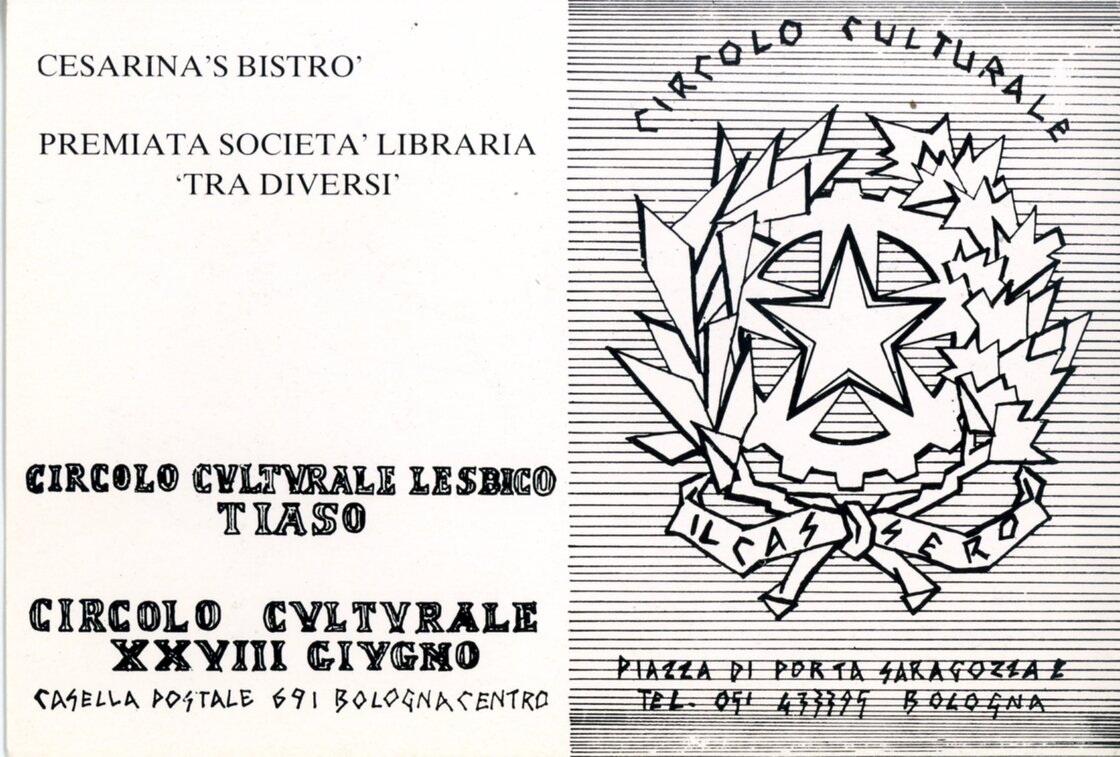 CESARINA'S BISTRO'
PREMIATA SOCIETA' LIBRARIA
'TRA DIVERSI'
CIRCOLO CVLTVRALE LESBICO
TIASO
CIRCOLO CVLTVRALE
XXVIII GIVGNO
CASELLA POSTALE 691 BOLOGNA CENTRO
CIRCOLO CULTURALE
IL CASSERO
PIAZZA DI PORTA SARAGOZZA 2
TEL. 051 433395 BOLOGNA